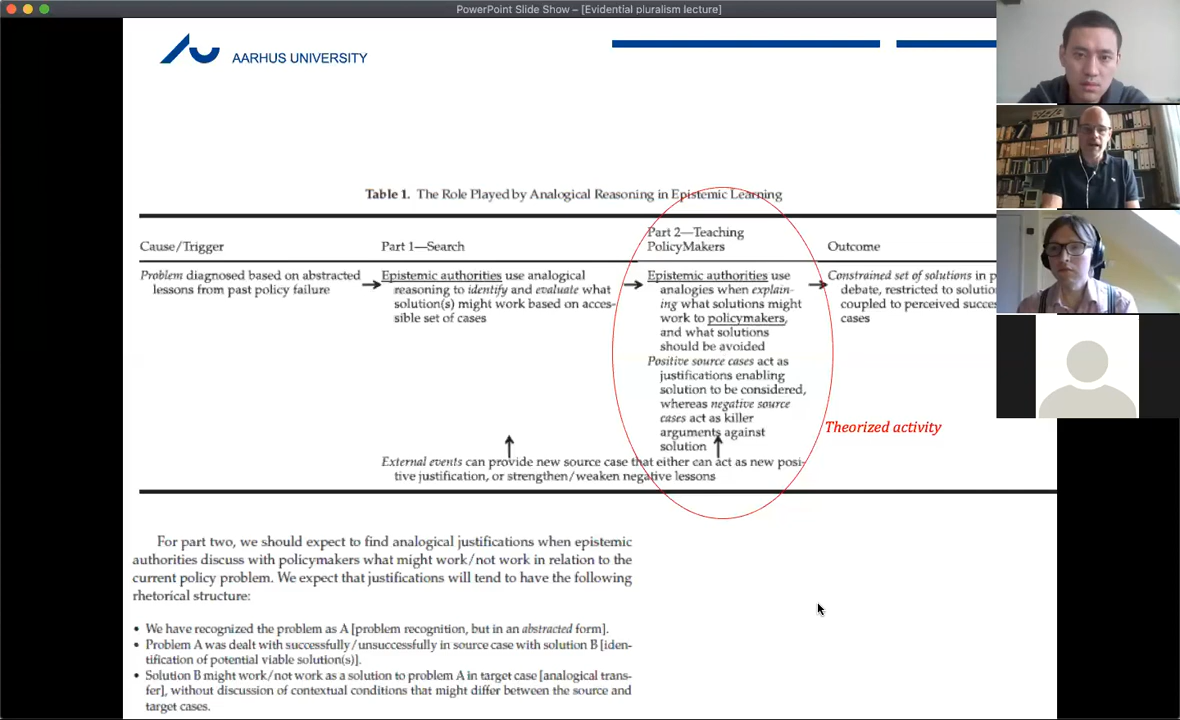 PowerPoint Slide Show – [Evidential pluralism lecture]
AARHUS UNIVERSITY
Table 1. The Role Played by Analogical Reasoning in Epistemic Learning
Cause/Trigger
Part 1—Search
Part 2—Teaching
PolicyMakers
Outcome
Problem diagnosed based on abstracted
lessons from past policy failure
Epistemic authorities use analogical
reasoning to identify and evaluate what
solution(s) might work based on acces-
sible set of cases
Epistemic authorities use
analogies when explain-
ing what solutions might
work to policymakers,
and what solutions
should be avoided
Positive source cases act as
justifications enabling
solution to be considered,
whereas negative source
cases act as killer
arguments against
solution
Constrained set of solutions in p
debate, restricted to solutio
coupled to perceived succe
cases
Theorized activity
External events can provide new source case that either can act as new posi-
tive justification, or strengthen/weaken negative lessons
For part two, we should expect to find analogical justifications when epistemic
authorities discuss with policymakers what might work/not work in relation to the
current policy problem. We expect that justifications will tend to have the following
rhetorical structure:
• We have recognized the problem as A [problem recognition, but in an abstracted form].
• Problem A was dealt with successfully/unsuccessfully in source case with solution B [iden-
tification of potential viable solution(s)].
• Solution B might work/not work as a solution to problem A in target case [analogical trans-
fer], without discussion of contextual conditions that might differ between the source and
target cases.